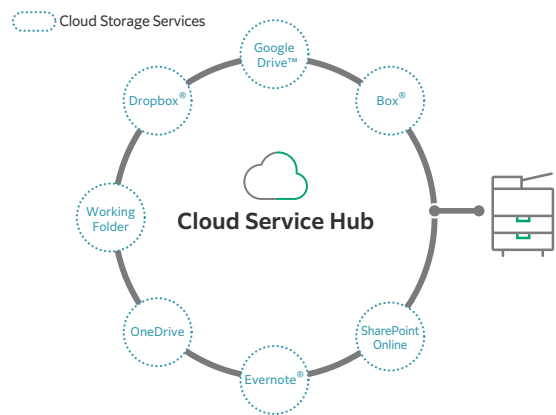 Cloud Storage Services
Google
Drive™
Dropbox®
Box®
Working
Folder
Cloud Service Hub
OneDrive
SharePoint
Online
Evernote®